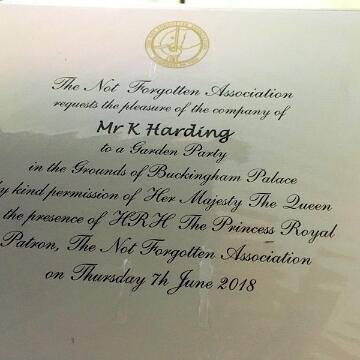 The Not Forgotten Association
requests the pleasure of the company of
Mr K Harding
to a Garden Party
in the Grounds of Buckingham Palace
kind permission of Her Majesty The Queen
the presence of HRH The Princess Royal
Patron, The Not Forgotten Association
on Thursday 7h June 2018